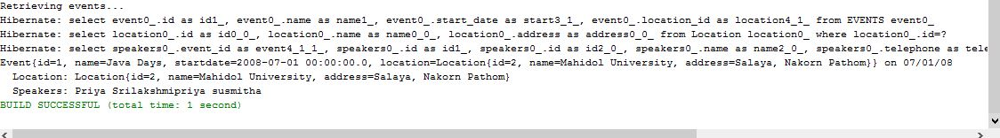 Retrieving events...
Hibernate: select event0_.id as id1_, event0_.name as name1_, event0_.start_date as start3_1_, event0_.location_id as location4_1_ from EVENTS event0_
Hibernate: select location0_.id as id0_0_, location0_.name as name0_0_, location0_.address as address0_0_ from Location location0_ where location0_.id=?
Hibernate: select speakers0_.event_id as event4_1_1_, speakers0_.id as id1_, speakers0_.id as id2_0_, speakers0_.name as name2_0_, speakers0_.telephone as tele
Event{id=1, name=Java Days, startdate=2008-07-01 00:00:00.0, location=Location{id=2, name=Mahidol University, address=Salaya, Nakorn Pathom}} on 07/01/08
Location: Location{id=2, name=Mahidol University, address=Salaya, Nakorn Pathom}
Speakers: Priya Srilakshmipriya susmitha
BUILD SUCCESSFUL (total time: 1 second)